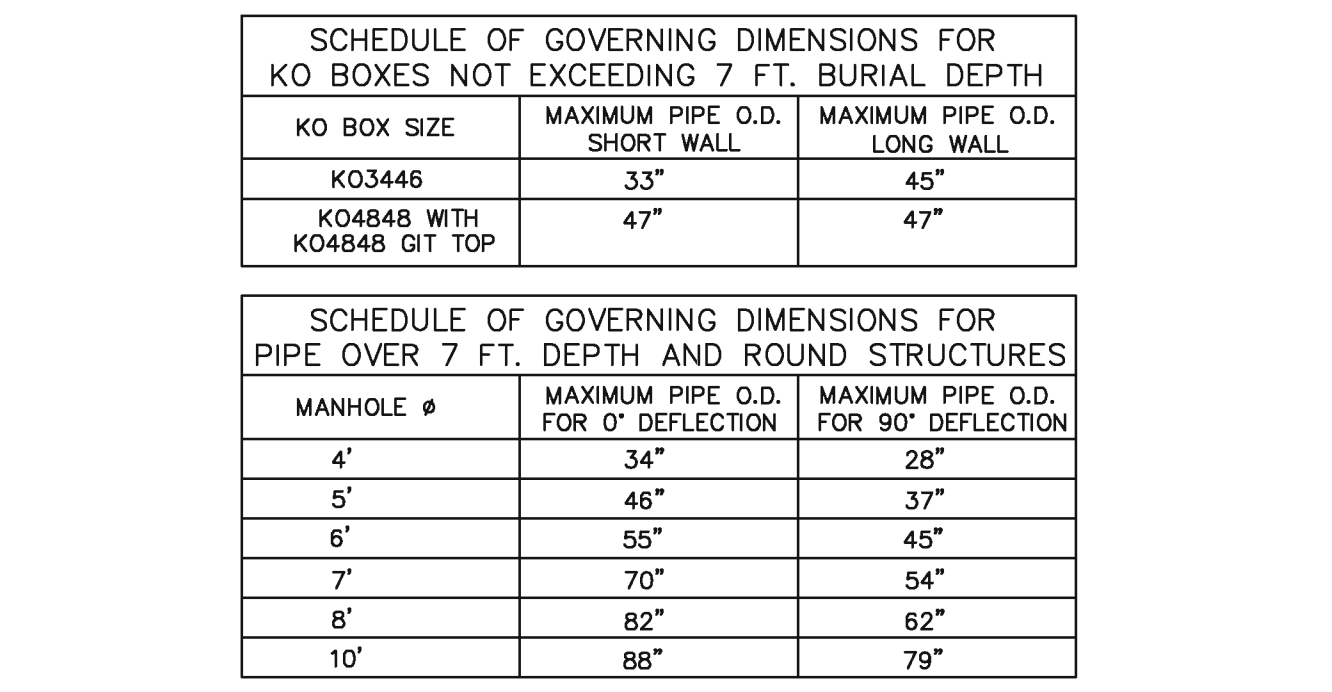 SCHEDULE OF GOVERNING DIMENSIONS FOR
KO BOXES NOT EXCEEDING 7 FT. BURIAL DEPTH
KO BOX SIZE
MAXIMUM PIPE O.D.
SHORT WALL
MAXIMUM PIPE O.D.
LONG WALL
KO3446
33”
45”
KO4848 WITH
KO4848 GIT TOP
47”
47”
SCHEDULE OF GOVERNING DIMENSIONS FOR
PIPE OVER 7 FT. DEPTH AND ROUND STRUCTURES
MANHOLE ø
MAXIMUM PIPE O.D.
FOR 0° DEFLECTION
MAXIMUM PIPE O.D.
FOR 90° DEFLECTION
4’
34”
28”
5’
46”
37”
6’
55”
45”
7’
70”
54”
8’
82”
62”
10’
88”
79”